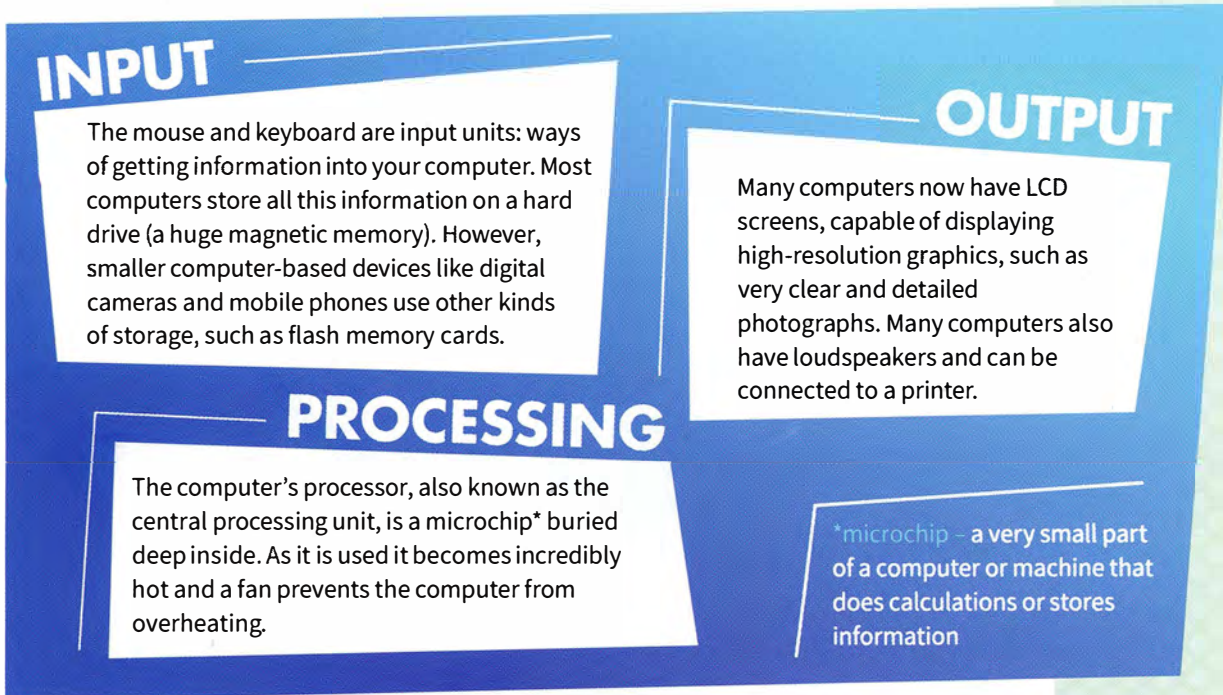 INPUT
The mouse and keyboard are input units: ways
of getting information into your computer. Most
computers store all this information on a hard
drive (a huge magnetic memory). However,
smaller computer-based devices like digital
cameras and mobile phones use other kinds
of storage, such as flash memory cards.
OUTPUT
Many computers now have LCD
screens, capable of displaying
high-resolution graphics, such as
very clear and detailed
photographs. Many computers also
have loudspeakers and can be
connected to a printer.
PROCESSING
The computer's processor, also known as the
central processing unit, is a microchip* buried
deep inside. As it is used it becomes incredibly
hot and a fan prevents the computer from
overheating.
*microchip – a very small part
of a computer or machine that
does calculations or stores
information